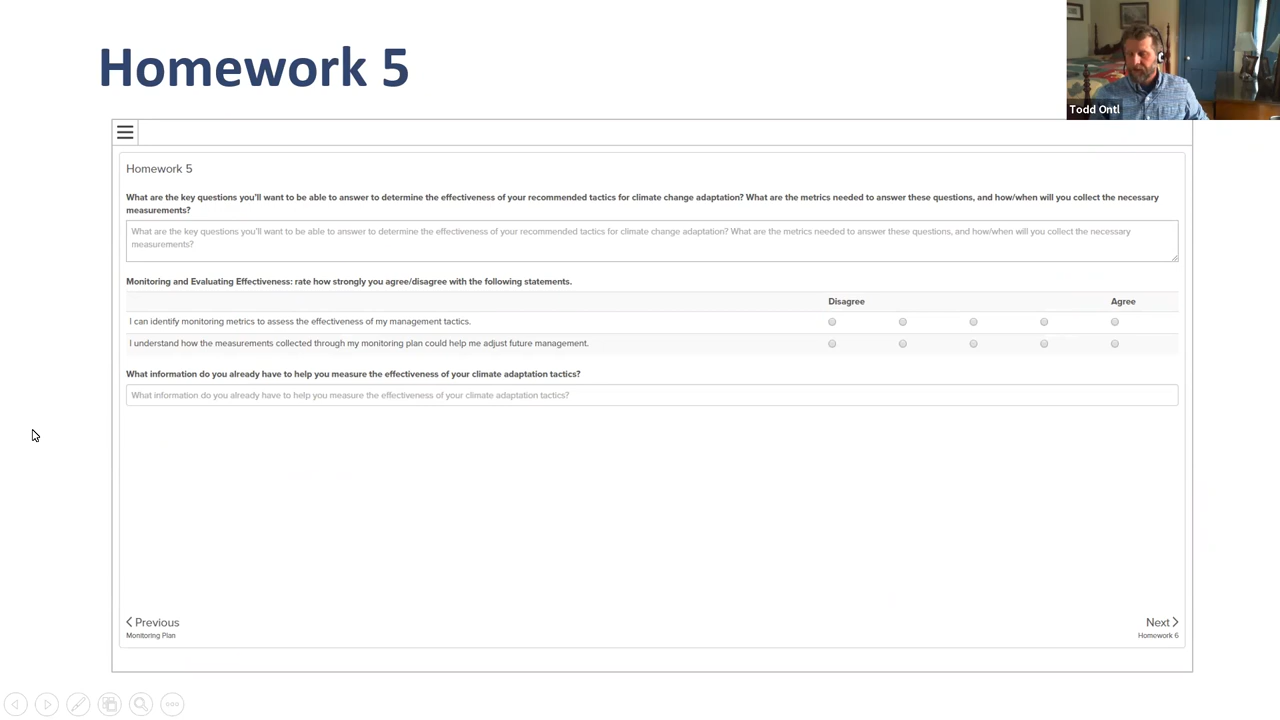 Homework 5
Todd Ontl
Homework 5
What are the key questions you'll want to be able to answer to determine the effectiveness of your recommended tactics for climate change adaptation? What are the metrics needed to answer these questions, and how/when will you collect the necessary
measurements?
What are the key questions you'll want to be able to answer to determine the effectiveness of your recommended tactics for climate change adaptation? What are the metrics needed to answer these questions, and how/when will you collect the necessary
measurements?
Monitoring and Evaluating Effectiveness: rate how strongly you agree/disagree with the following statements.
Disagree Agree
I can identify monitoring metrics to assess the effectiveness of my management tactics.
I understand how the measurements collected through my monitoring plan could help me adjust future management.
What information do you already have to help you measure the effectiveness of your climate adaptation tactics?
What information do you already have to help you measure the effectiveness of your climate adaptation tactics?
Previous Next
Monitoring Plan Homework 6